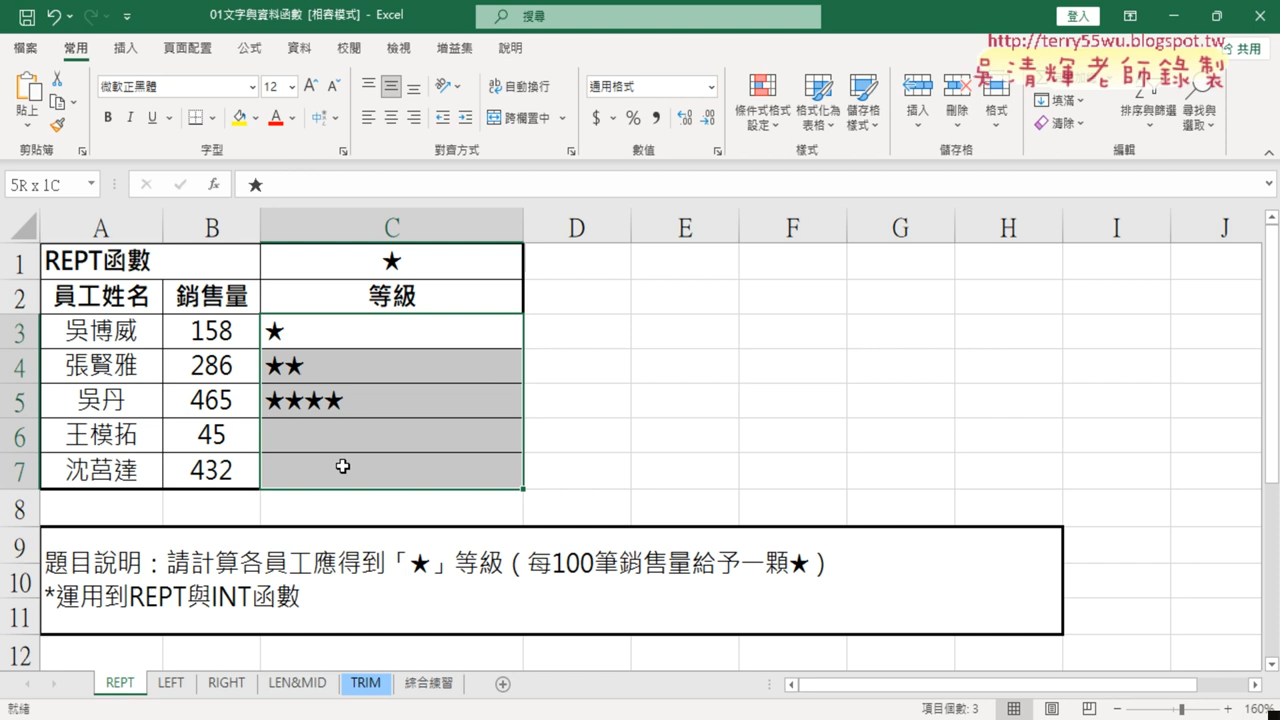 01文字與資料函數 [相容模式] - Excel
搜尋
登入
http://terry55wu.blogspot.tw
吳清輝老師錄製
檔案 常用 插入 頁面配置 公式 資料 校閱 檢視 增益集 說明
共用
貼上
微軟正黑體 12
自動換行
跨欄置中
通用格式
條件式格式設定
格式化為表格
儲存格樣式
插入 刪除 格式
填滿
清除
排序與篩選
尋找與選取
剪貼簿 字型 對齊方式 數值 樣式 儲存格 編輯
5R x 1C
fx ★
A B C D E F G H I J
1 REPT函數 ★
2 員工姓名 銷售量 等級
3 吳博威 158 ★
4 張賢雅 286 ★★
5 吳丹 465 ★★★★
6 王模拓 45
7 沈莒達 432
8
9
題目說明：請計算各員工應得到「★」等級（每100筆銷售量給予一顆★）
10
*運用到REPT與INT函數
11
12
REPT LEFT RIGHT LEN&MID TRIM 綜合練習
就緒
項目個數: 3
160%